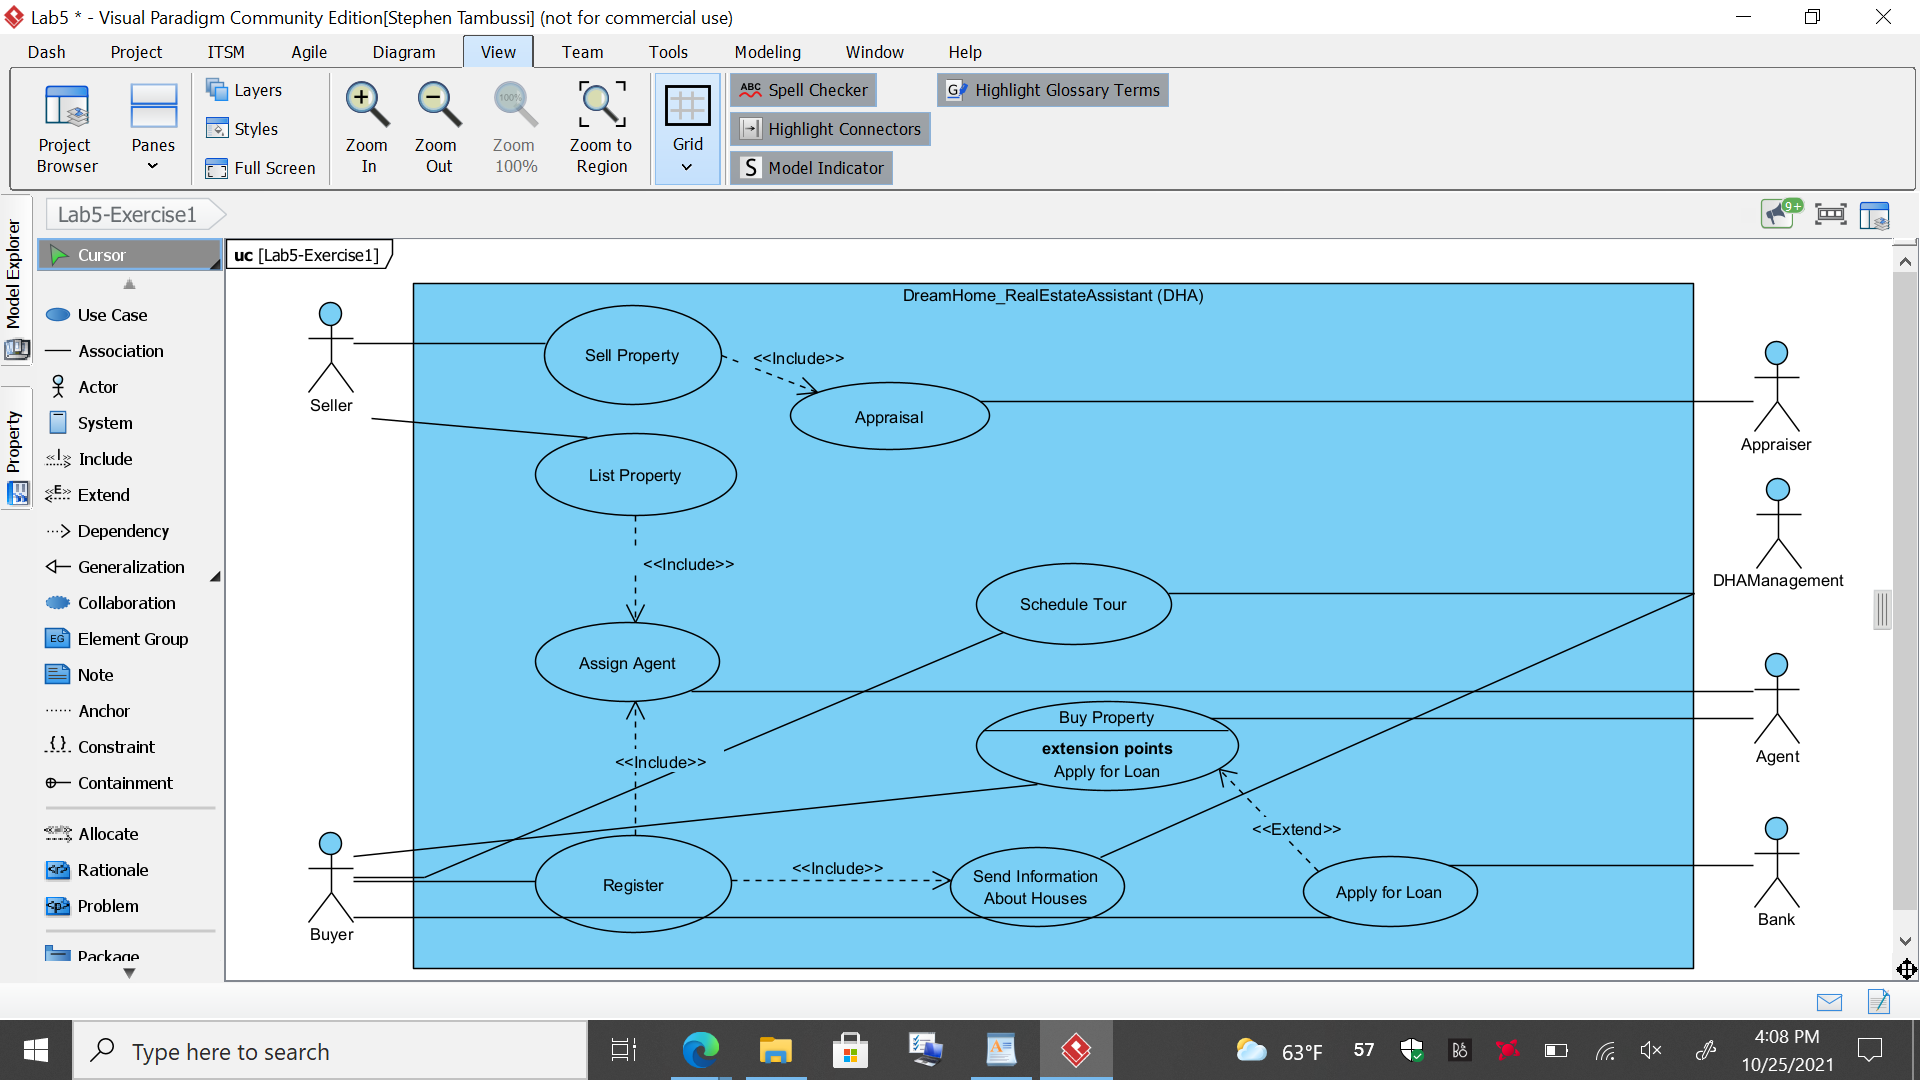 Lab5 * - Visual Paradigm Community Edition[Stephen Tambussi] (not for commercial use)
Dash Project ITSM Agile Diagram View Team Tools Modeling Window Help
Project
Browser
Panes
Layers
Styles
Full Screen
Zoom
In
Zoom
Out
100%
Zoom
100%
Zoom to
Region
Grid
ABC Spell Checker
Highlight Connectors
S Model Indicator
G Highlight Glossary Terms
Lab5-Exercise1
9+
Model Explorer
Property
Cursor
Use Case
Association
Actor
System
<<I>> Include
<<E>> Extend
Dependency
Generalization
Collaboration
EG Element Group
Note
Anchor
{} Constraint
Containment
Allocate
Rationale
<p> Problem
Package
uc [Lab5-Exercise1]
DreamHome_RealEstateAssistant (DHA)
Seller
Sell Property
<<Include>>
Appraisal
Appraiser
List Property
<<Include>>
DHAManagement
Schedule Tour
Assign Agent
Buy Property
extension points
Apply for Loan
Agent
<<Include>>
<<Extend>>
Buyer
Register
<<Include>>
Send Information
About Houses
Apply for Loan
Bank
Type here to search
63°F
57
4:08 PM
10/25/2021